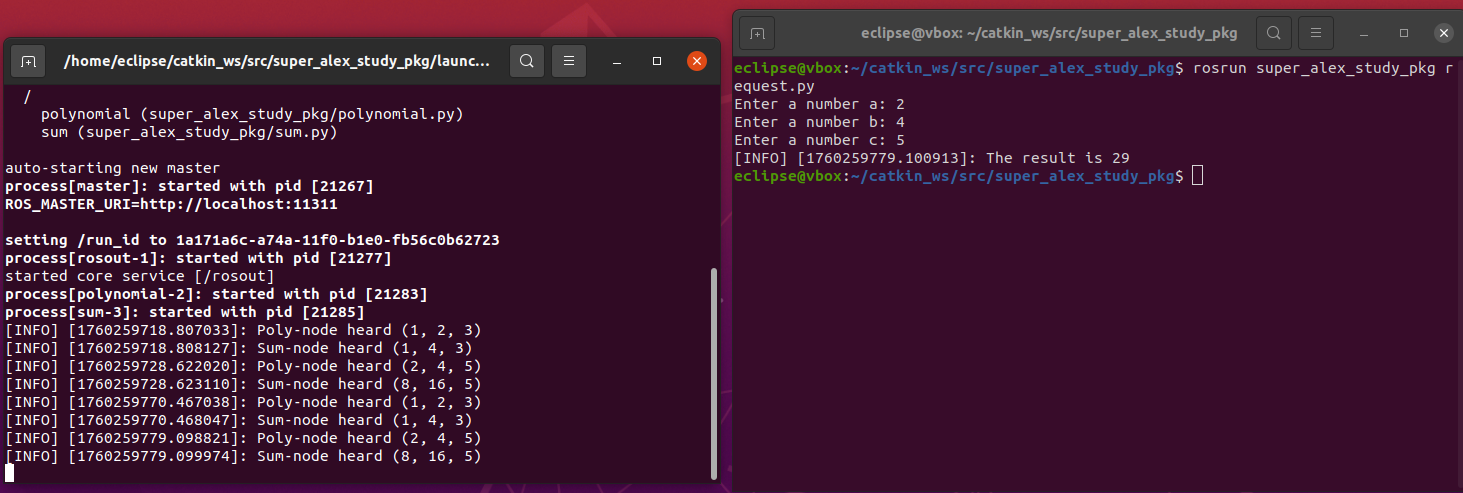 /home/eclipse/catkin_ws/src/super_alex_study_pkg/launc...
/
polynomial (super_alex_study_pkg/polynomial.py)
sum (super_alex_study_pkg/sum.py)
auto-starting new master
process[master]: started with pid [21267]
ROS_MASTER_URI=http://localhost:11311
setting /run_id to 1a171a6c-a74a-11f0-b1e0-fb56c0b62723
process[rosout-1]: started with pid [21277]
started core service [/rosout]
process[polynomial-2]: started with pid [21283]
process[sum-3]: started with pid [21285]
[INFO] [1760259718.807033]: Poly-node heard (1, 2, 3)
[INFO] [1760259718.808127]: Sum-node heard (1, 4, 3)
[INFO] [1760259728.622020]: Poly-node heard (2, 4, 5)
[INFO] [1760259728.623110]: Sum-node heard (8, 16, 5)
[INFO] [1760259770.467038]: Poly-node heard (1, 2, 3)
[INFO] [1760259770.468047]: Sum-node heard (1, 4, 3)
[INFO] [1760259779.098821]: Poly-node heard (2, 4, 5)
[INFO] [1760259779.099974]: Sum-node heard (8, 16, 5)
eclipse@vbox: ~/catkin_ws/src/super_alex_study_pkg
eclipse@vbox:~/catkin_ws/src/super_alex_study_pkg$ rosrun super_alex_study_pkg r
equest.py
Enter a number a: 2
Enter a number b: 4
Enter a number c: 5
[INFO] [1760259779.100913]: The result is 29
eclipse@vbox:~/catkin_ws/src/super_alex_study_pkg$